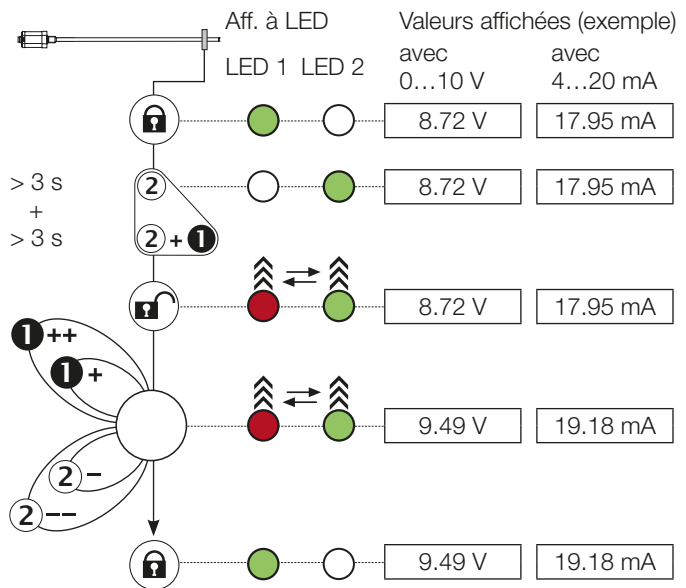 Aff. à LED
Valeurs affichées (exemple)
LED 1 LED 2
avec
0...10 V
avec
4...20 mA
8.72 V
17.95 mA
> 3 s
+
> 3 s
2
8.72 V
17.95 mA
2 + 1
8.72 V
17.95 mA
1 ++
1 +
9.49 V
19.18 mA
2 -
2 --
9.49 V
19.18 mA